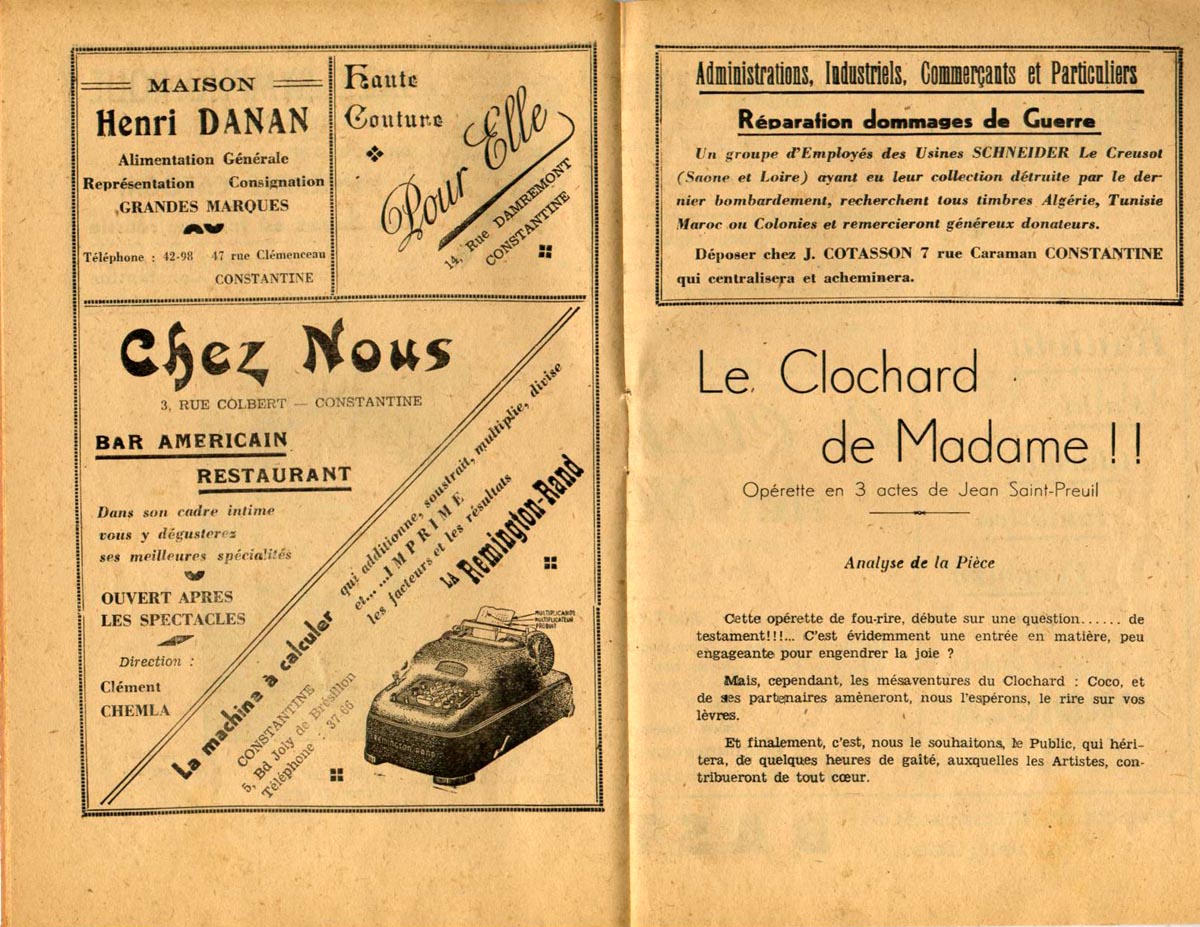 MAISON
Henri DANAN
Alimentation Générale
Représentation Consignation
GRANDES MARQUES
Téléphone : 42-98 47 rue Clémenceau
CONSTANTINE
Haute
Couture
Pour Elle
14, Rue DAMREMONT
CONSTANTINE
Chez Nous
3, RUE COLBERT — CONSTANTINE
BAR AMERICAIN
RESTAURANT
Dans son cadre intime
vous y dégusterez
ses meilleures spécialités
OUVERT APRES
LES SPECTACLES
Direction :
Clément
CHEMLA
La machine à calculer
qui additionne, soustrait, multiplie, divise
et... ...IMPRIME
les facteurs et les résultats
LA Remington-Rand
CONSTANTINE
5, Bd Joly de Brésillon
Téléphone : 37-66
MULTIPLICANDE
MULTIPLICATEUR
PRODUIT
REMINGTON RAND
Administrations, Industriels, Commerçants et Particuliers
Réparation dommages de Guerre
Un groupe d'Employés des Usines SCHNEIDER Le Creusot
(Saone et Loire) ayant eu leur collection détruite par le der-
nier bombardement, recherchent tous timbres Algérie, Tunisie
Maroc ou Colonies et remercieront généreux donateurs.
Déposer chez J. COTASSON 7 rue Caraman CONSTANTINE
qui centralisera et acheminera.
Le Clochard
de Madame ! !
Opérette en 3 actes de Jean Saint-Preuil
Analyse de la Pièce
Cette opérette de fou-rire, débute sur une question...... de
testament!!!... C'est évidemment une entrée en matière, peu
engageante pour engendrer la joie ?
Mais, cependant, les mésaventures du Clochard : Coco, et
de ses partenaires amèneront, nous l'espérons, le rire sur vos
lèvres.
Et finalement, c'est, nous le souhaitons, le Public, qui héri-
tera, de quelques heures de gaîté, auxquelles les Artistes, con-
tribueront de tout cœur.